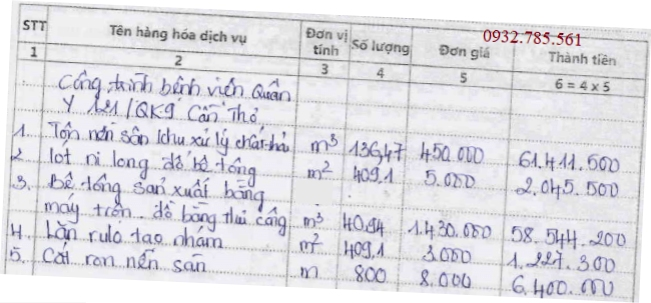 0932.785.561
STT Tên hàng hóa dịch vụ Đơn vị tính Số lượng Đơn giá Thành tiền
1 2 3 4 5 6 = 4 x 5
Công trình bệnh viện Quân
Y 121/QK9 Cần Thơ
1. Tôn nền sân khu xử lý chất thải m³ 136,47 450.000 61.411.500
2 lót ni long đổ bê tông m² 409.1 5.000 2.045.500
3. Bê tông sản xuất bằng
máy trộn đổ bằng thủ công m³ 40.94 1.430.000 58.544.200
4. Lăn rulo tạo nhám m² 409,1 3.000 1.227.300
5. Cắt ron nền sân m 800 8.000 6.400.000